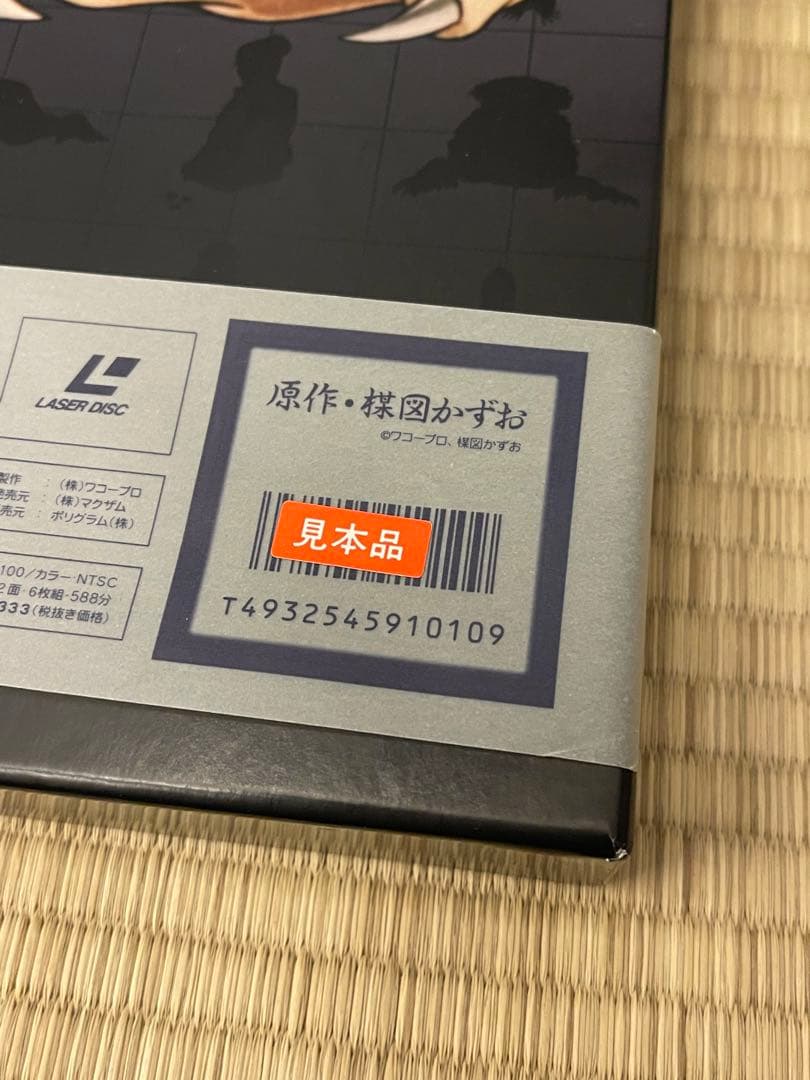 LASER DISC
製作 : (株)ワコープロ
売元 : (株)マクザム
売元 : ポリグラム(株)
100/カラー・NTSC
2面・6枚組・588分
333(税抜き価格)
原作・楳図かずお
©ワコープロ、楳図かずお
見本品
T4932545910109